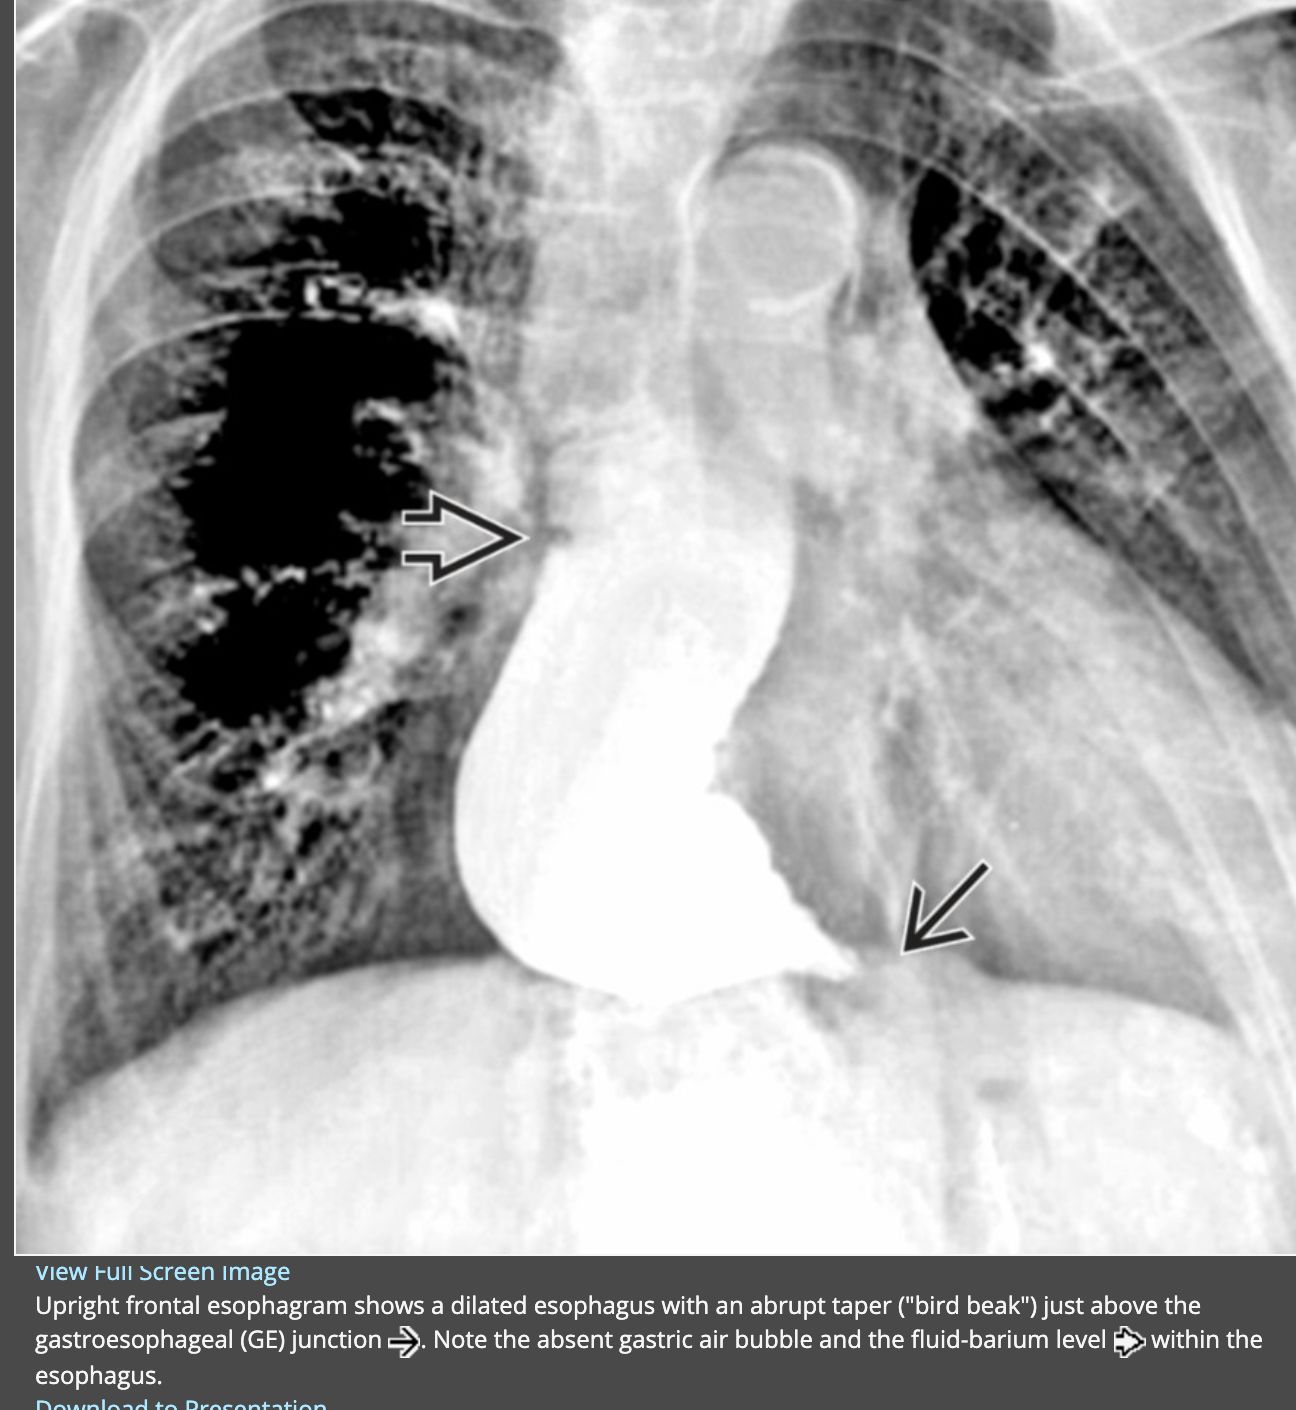 View Full Screen Image
Upright frontal esophagram shows a dilated esophagus with an abrupt taper ("bird beak") just above the
gastroesophageal (GE) junction . Note the absent gastric air bubble and the fluid-barium level within the
esophagus.
Download to Presentation